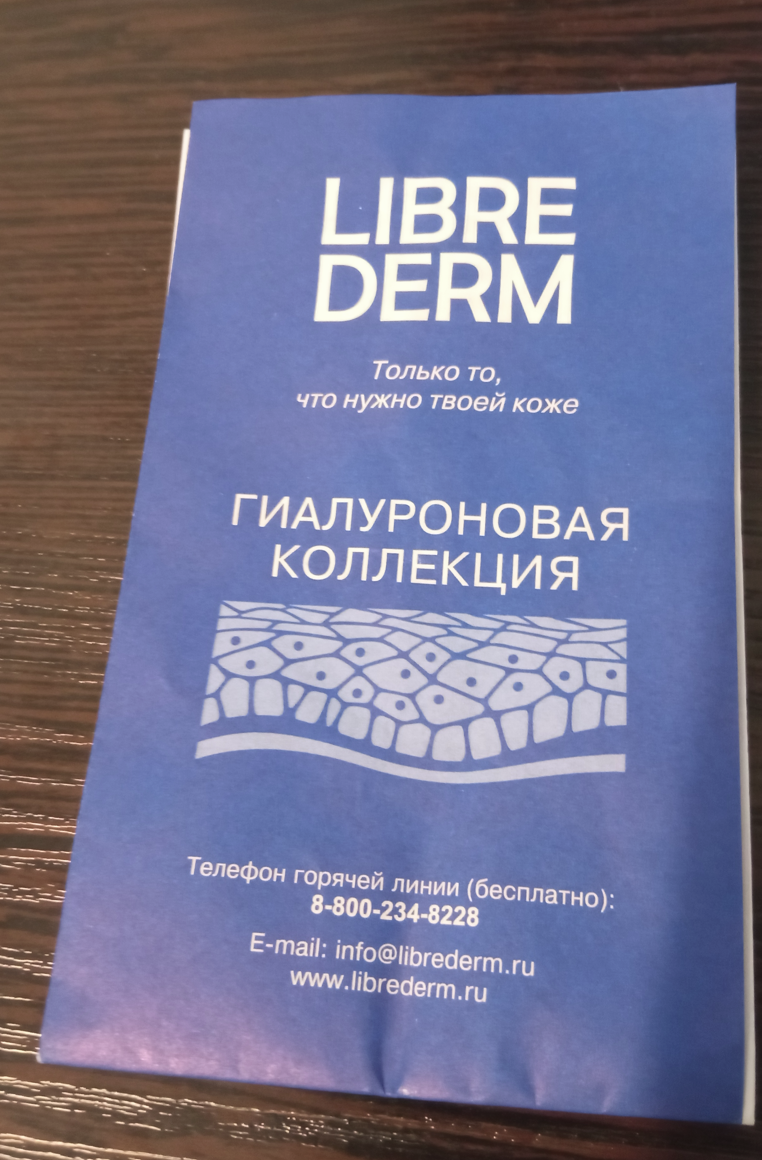 LIBRE
DERM
Только то,
что нужно твоей коже
ГИАЛУРОНОВАЯ
КОЛЛЕКЦИЯ
Телефон горячей линии (бесплатно):
8-800-234-8228
E-mail: info@librederm.ru
www.librederm.ru